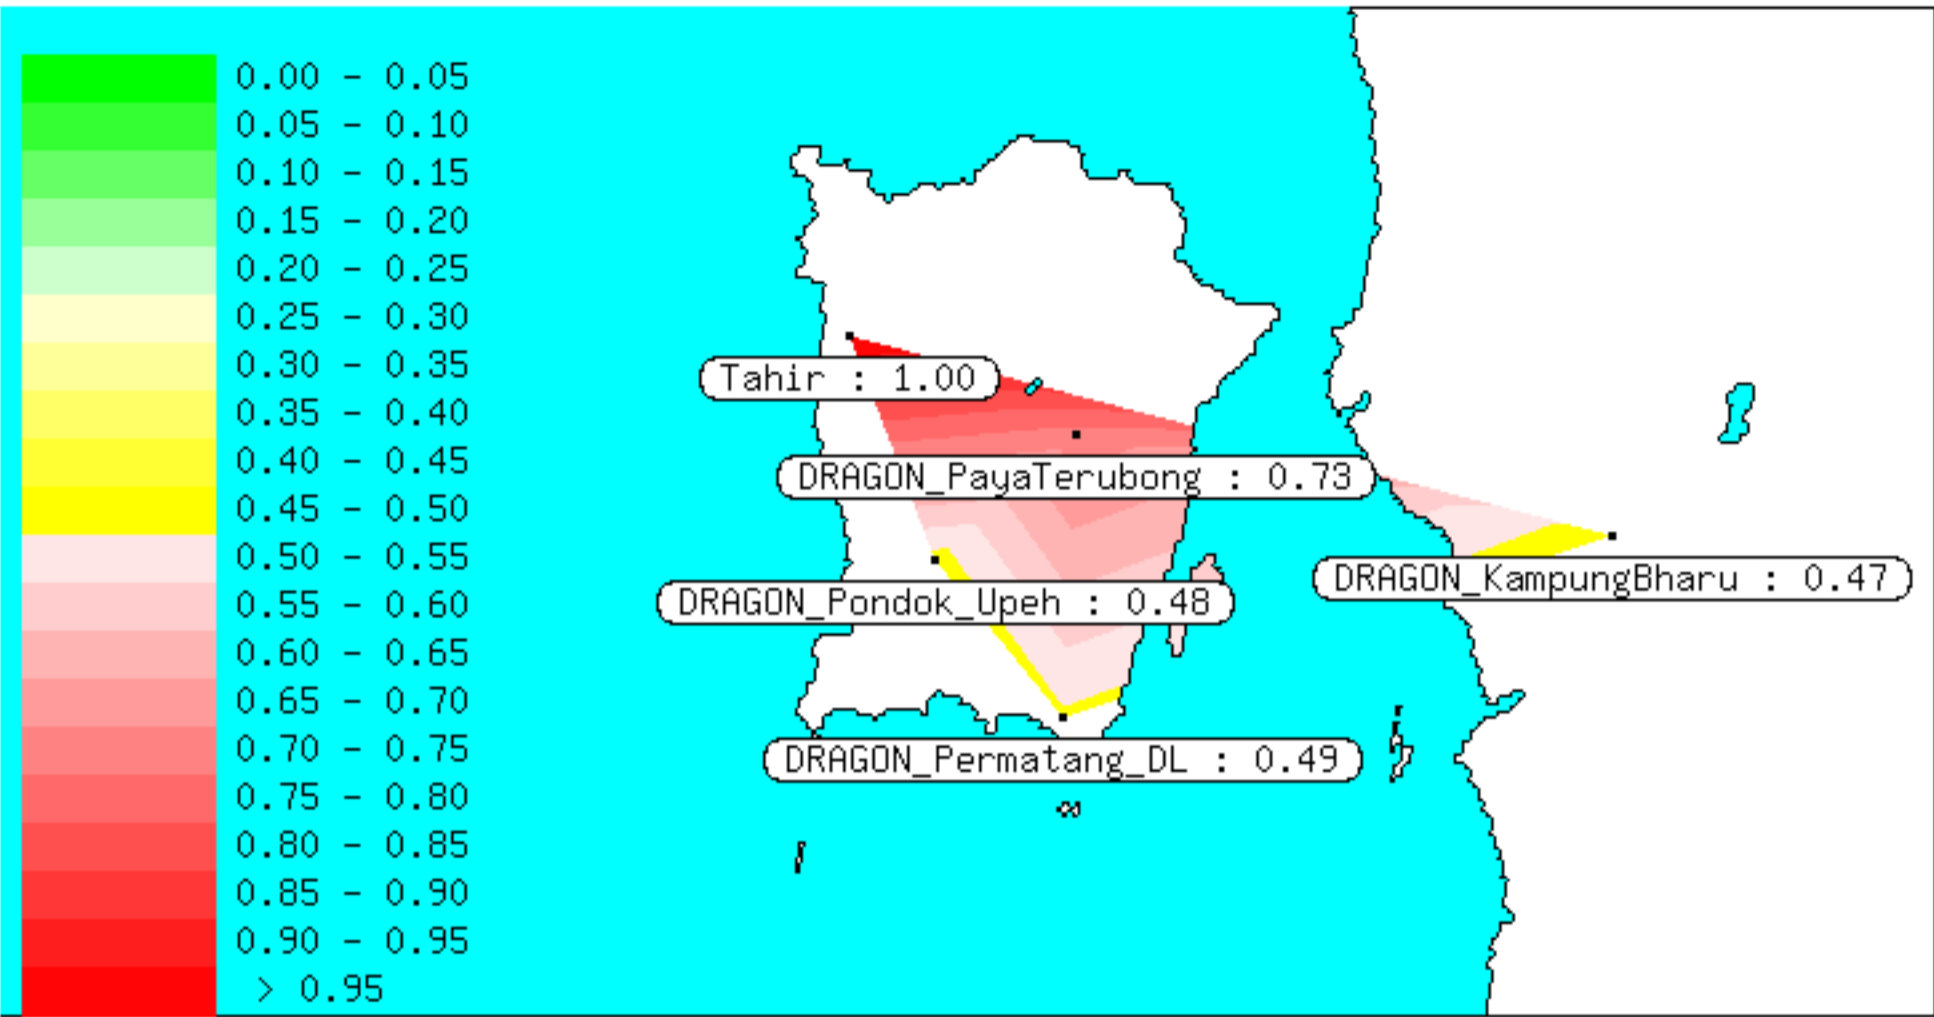 0.00 - 0.05
0.05 - 0.10
0.10 - 0.15
0.15 - 0.20
0.20 - 0.25
0.25 - 0.30
0.30 - 0.35
0.35 - 0.40
0.40 - 0.45
0.45 - 0.50
0.50 - 0.55
0.55 - 0.60
0.60 - 0.65
0.65 - 0.70
0.70 - 0.75
0.75 - 0.80
0.80 - 0.85
0.85 - 0.90
0.90 - 0.95
> 0.95
Tahir : 1.00
DRAGON_PayaTerubong : 0.73
DRAGON_KampungBharu : 0.47
DRAGON_Pondok_Upeh : 0.48
DRAGON_Permatang_DL : 0.49